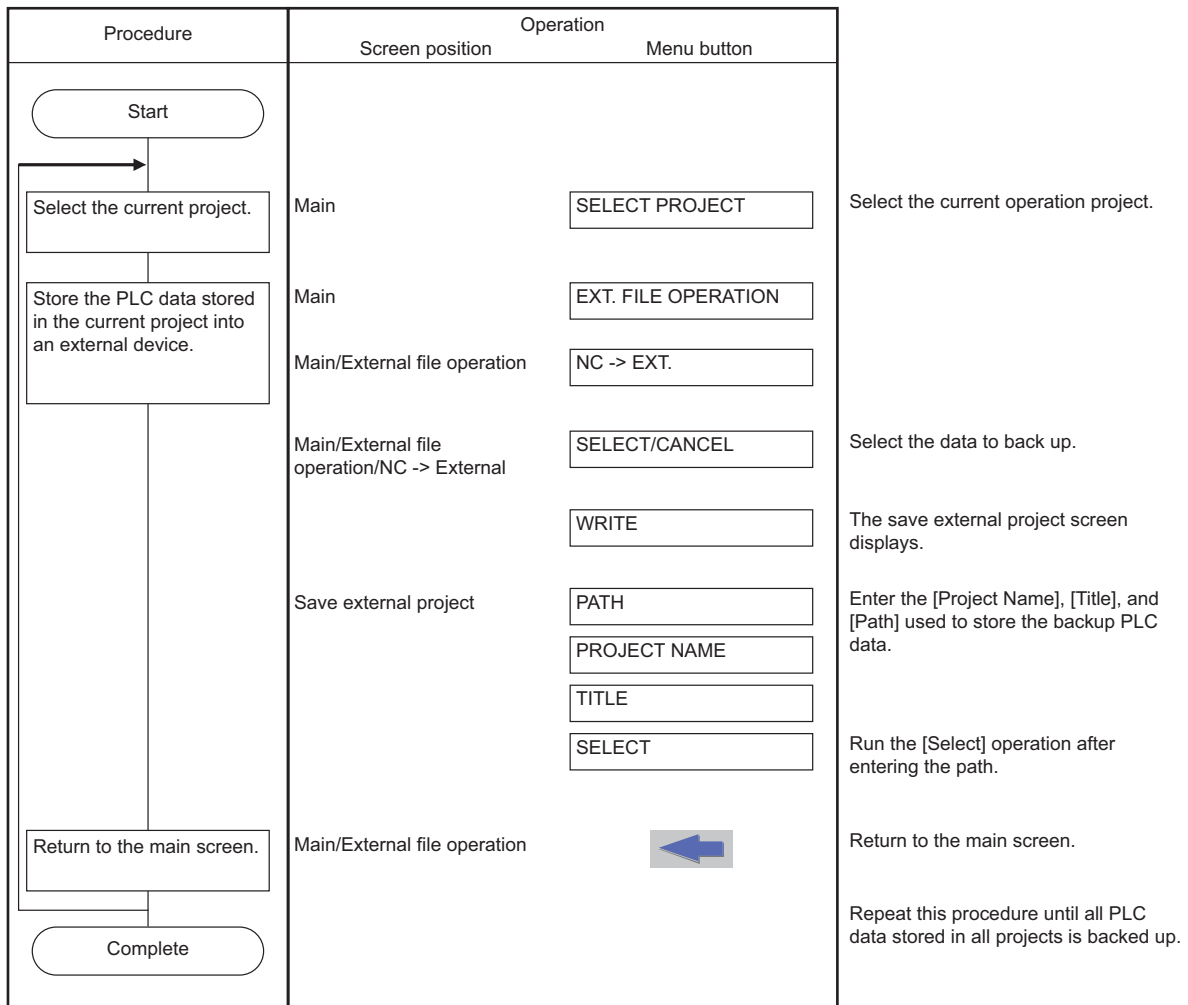 Procedure
Operation
Screen position
Menu button
Start
Select the current project.
Main
SELECT PROJECT
Select the current operation project.
Store the PLC data stored
in the current project into
an external device.
Main
EXT. FILE OPERATION
Main/External file operation
NC -> EXT.
Main/External file
operation/NC -> External
SELECT/CANCEL
Select the data to back up.
WRITE
The save external project screen
displays.
Save external project
PATH
Enter the [Project Name], [Title], and
[Path] used to store the backup PLC
data.
PROJECT NAME
TITLE
SELECT
Run the [Select] operation after
entering the path.
Return to the main screen.
Main/External file operation
Return to the main screen.
Repeat this procedure until all PLC
data stored in all projects is backed up.
Complete